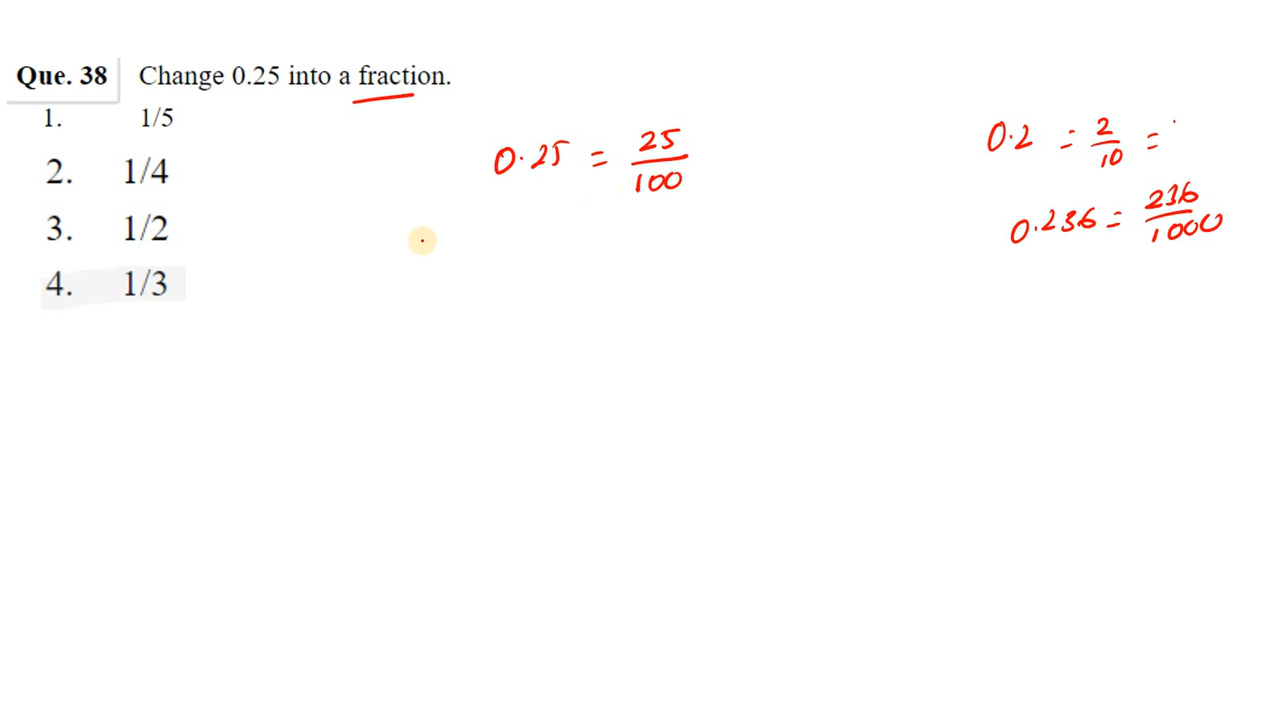 Que. 38 Change 0.25 into a fraction.
1. 1/5
2. 1/4
3. 1/2
4. 1/3
0.25 = 25/100
0.2 = 2/10 =
0.236 = 236/1000